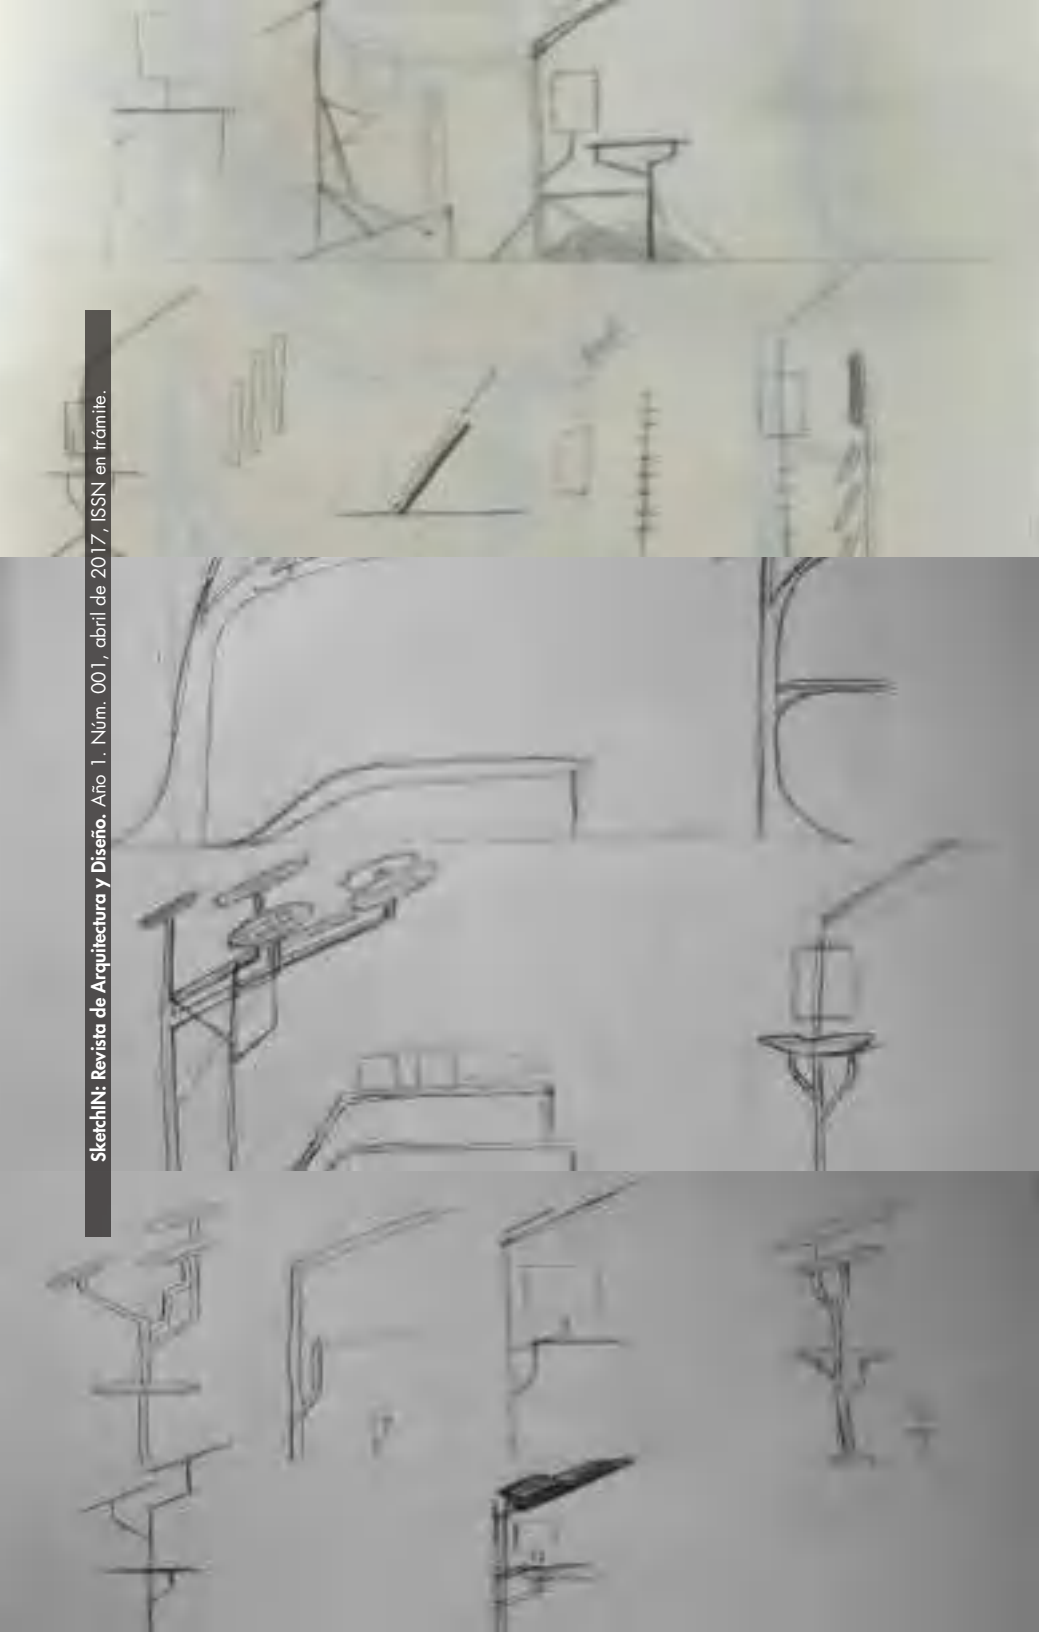 SketchIN: Revista de Arquitectura y Diseño. Año 1. Núm. 001, abril de 2017, ISSN en trámite.